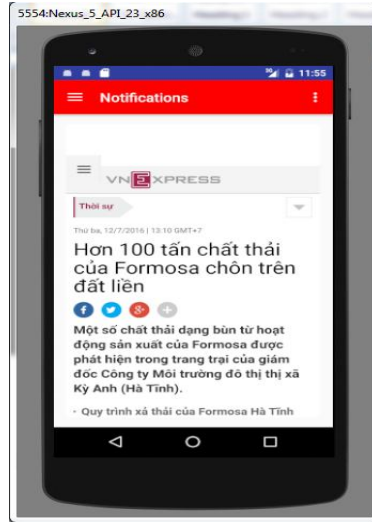 5554:Nexus_5_API_23_x86
11:55
Notifications
VNEXPRESS
Thời sự
Thứ ba, 12/7/2016 | 13:10 GMT+7
Hơn 100 tấn chất thải
của Formosa chôn trên
đất liền
Một số chất thải dạng bùn từ hoạt
động sản xuất của Formosa được
phát hiện trong trang trại của giám
đốc Công ty Môi trường đô thị thị xã
Kỳ Anh (Hà Tĩnh).
· Quy trình xả thải của Formosa Hà Tĩnh